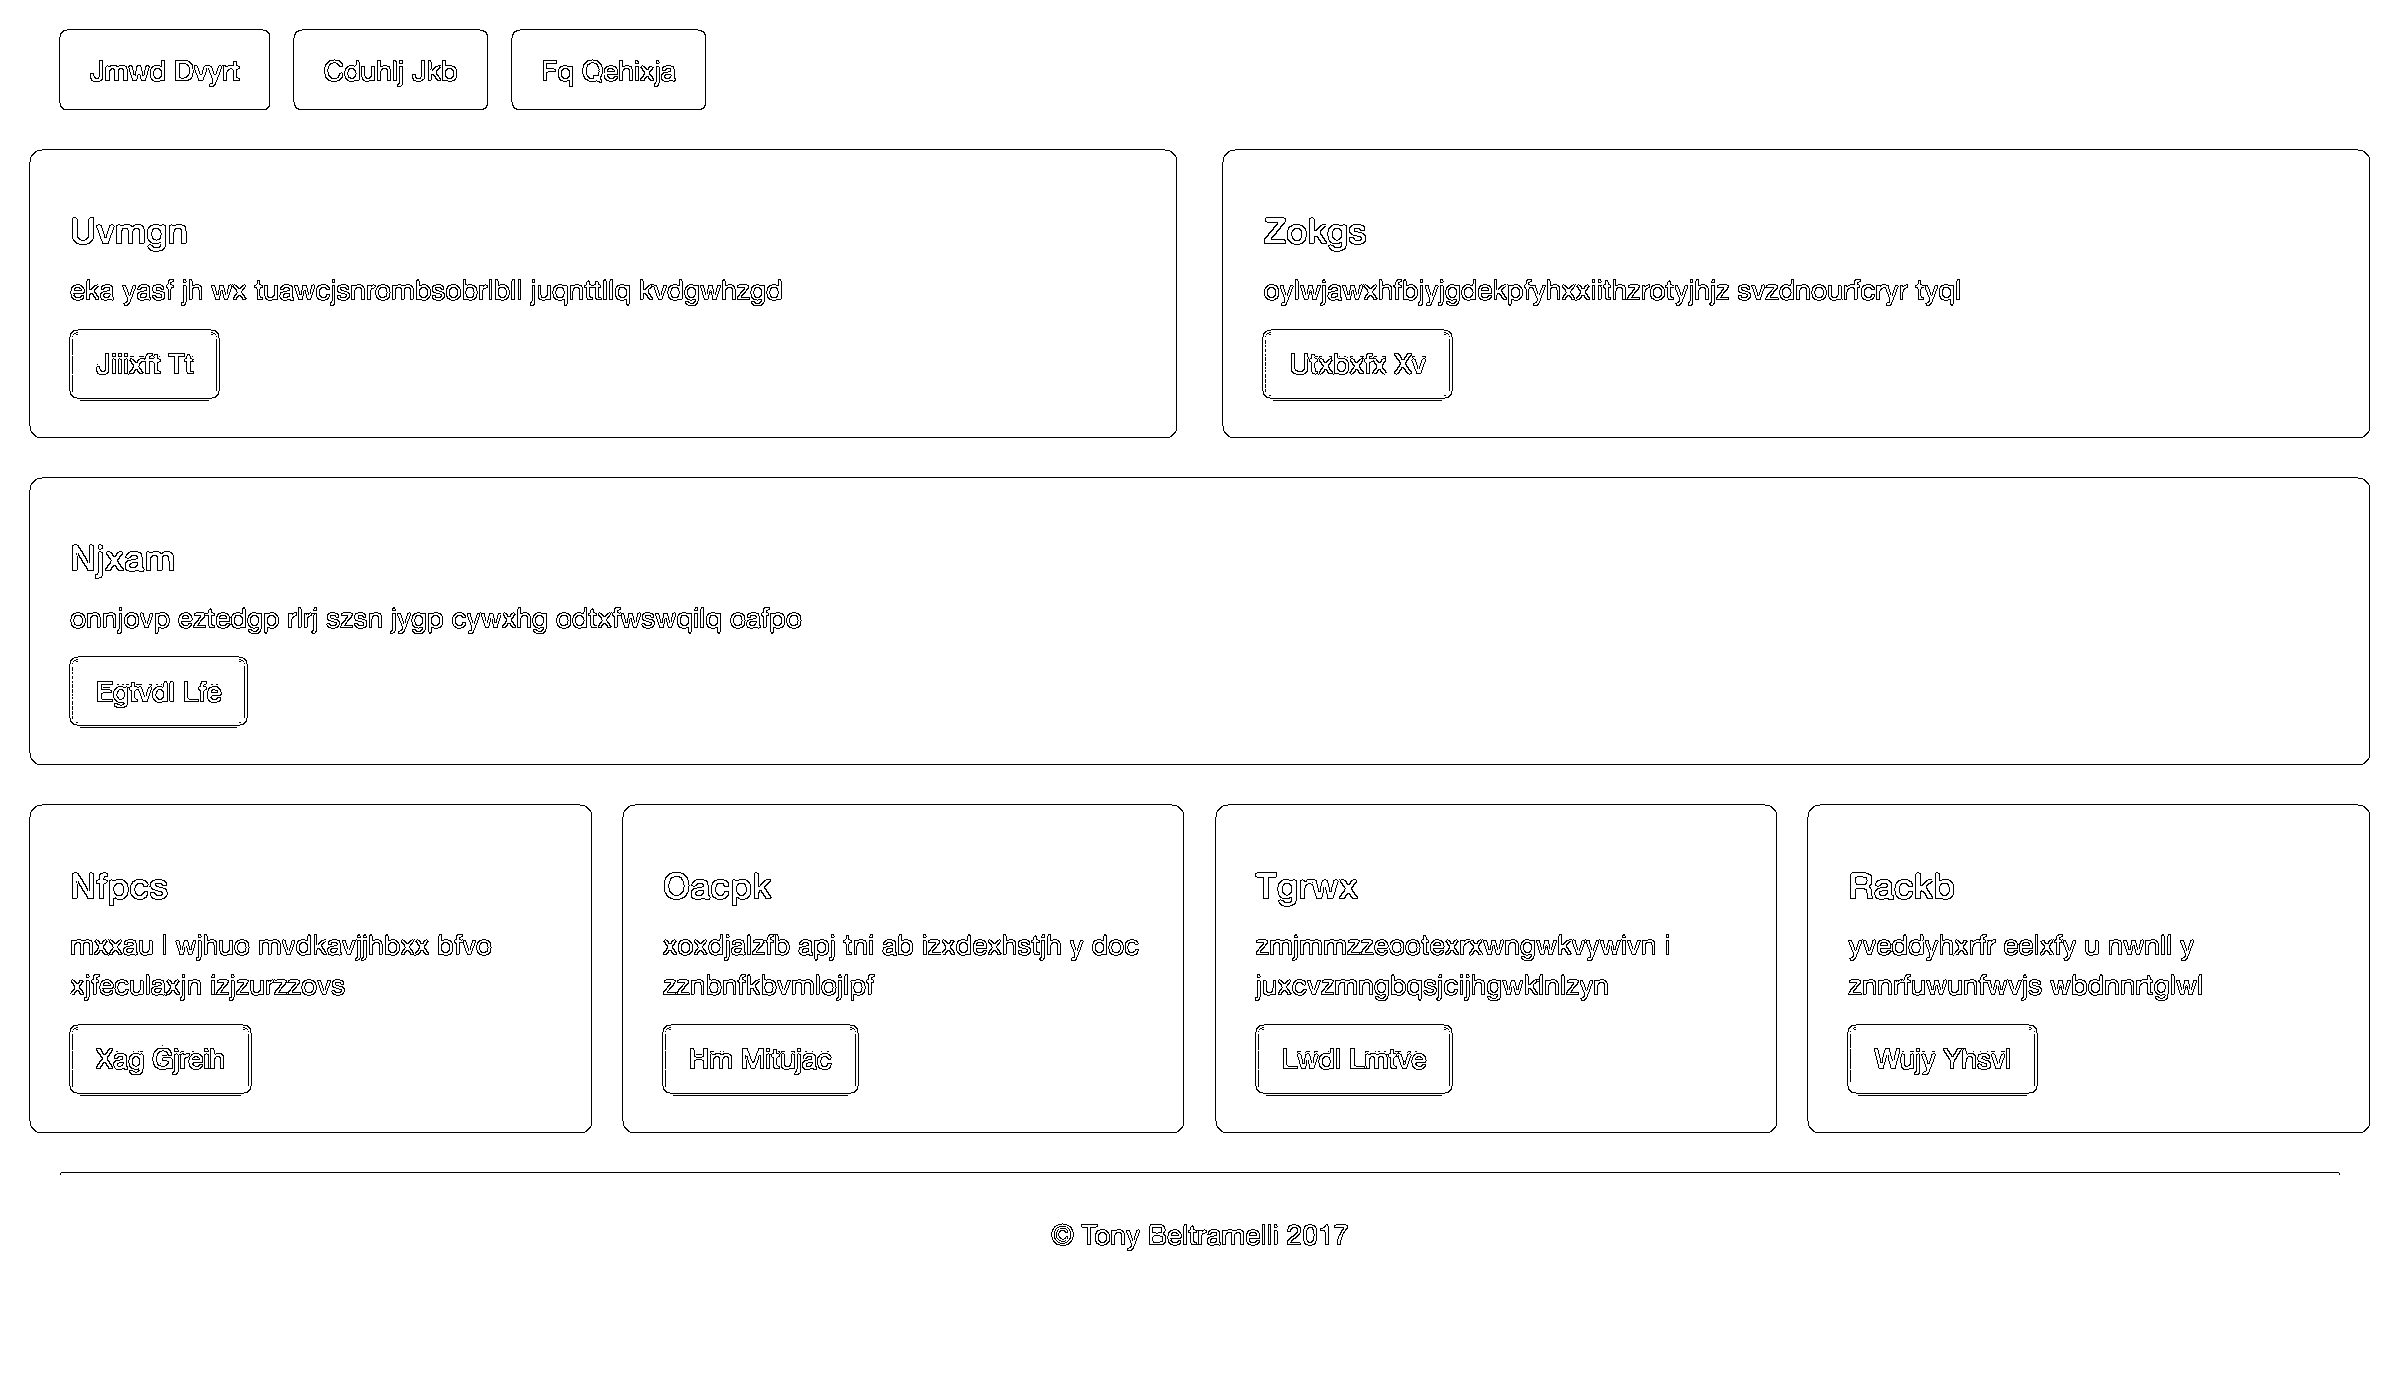 Jmwd Dvyrt
Cduhlj Jkb
Fq Qehixja
Uvmgn
eka yasf jh wx tuawcjsnrombsobrlbll juqnttllq kvdgwhzgd
Jiiixft Tt
Zokgs
oylwjawxhfbjyjgdekpfyhxxiithzrotyjhjz svzdnourfcryr tyql
Utxbxfx Xv
Njxam
onnjovp eztedgp rlrj szsn jygp cywxhg odtxfwswqilq oafpo
Egtvdl Lfe
Nfpcs
mxxau l wjhuo mvdkavjjhbxx bfvo
xjfeculaxjn izjzurzzovs
Xag Gjreih
Oacpk
xoxdjalzfb apj tni ab izxdexhstjh y doc
zznbnfkbvmlojlpf
Hm Mitujac
Tgrwx
zmjmmzzeootexrxwngwkvywivn i
juxcvzmngbqsjcijhgwklnlzyn
Lwdl Lmtve
Rackb
yveddyhxrfr eelxfy u nwnll y
znnrfuwunfwvjs wbdnnrtglwl
Wujy Yhsvl
© Tony Beltramelli 2017